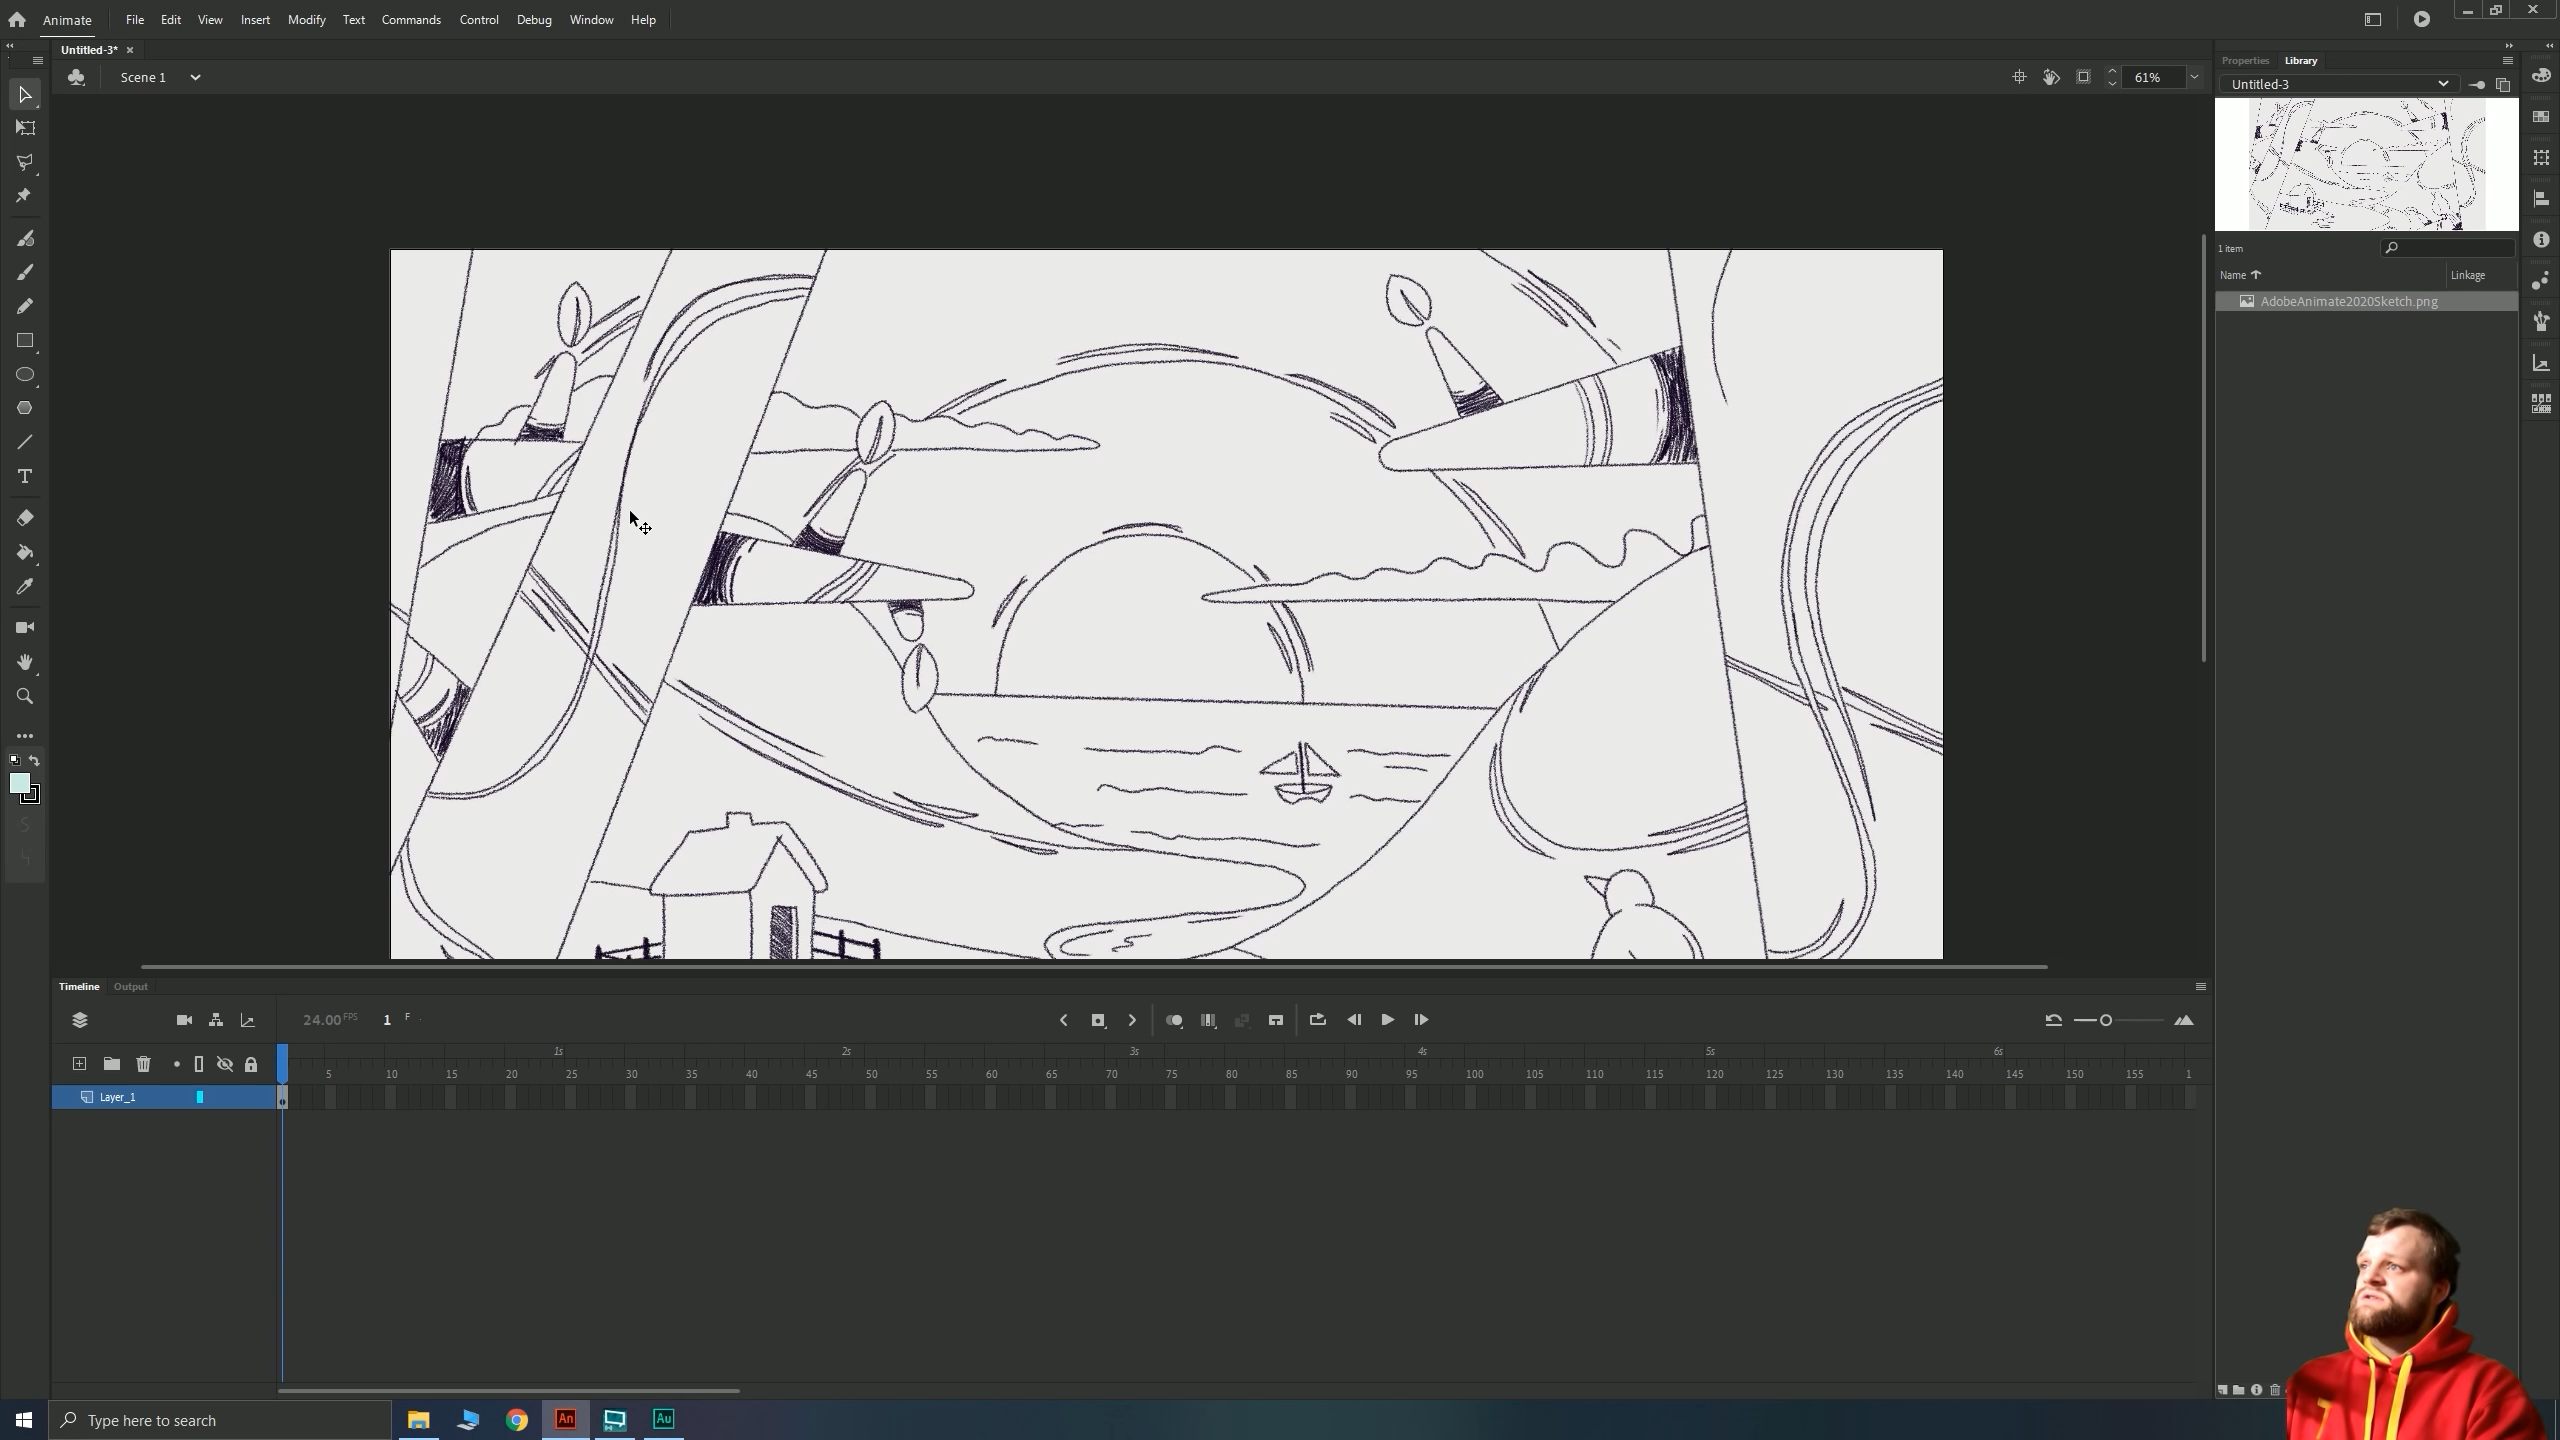 Animate File Edit View Insert Modify Text Commands Control Debug Window Help
Untitled-3*
Scene 1
61%
Properties Library
Untitled-3
1 item
Name Linkage
AdobeAnimate2020Sketch.png
Timeline Output
24.00 FPS 1 F
1s 2s 3s 4s 5s 6s
5 10 15 20 25 30 35 40 45 50 55 60 65 70 75 80 85 90 95 100 105 110 115 120 125 130 135 140 145 150 155 1
Layer_1
Type here to search
An
Au